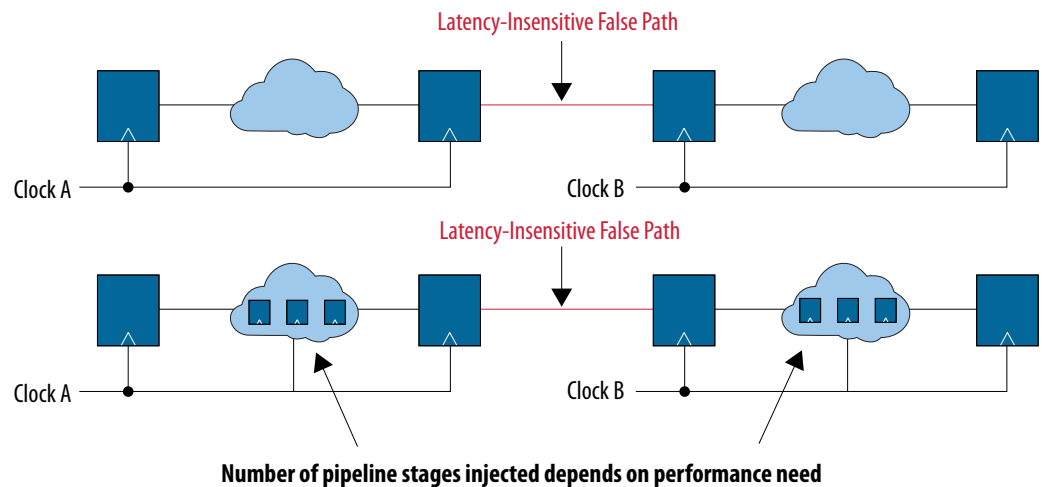 Latency-Insensitive False Path
Clock A
Clock B
Latency-Insensitive False Path
Clock A
Clock B
Number of pipeline stages injected depends on performance need